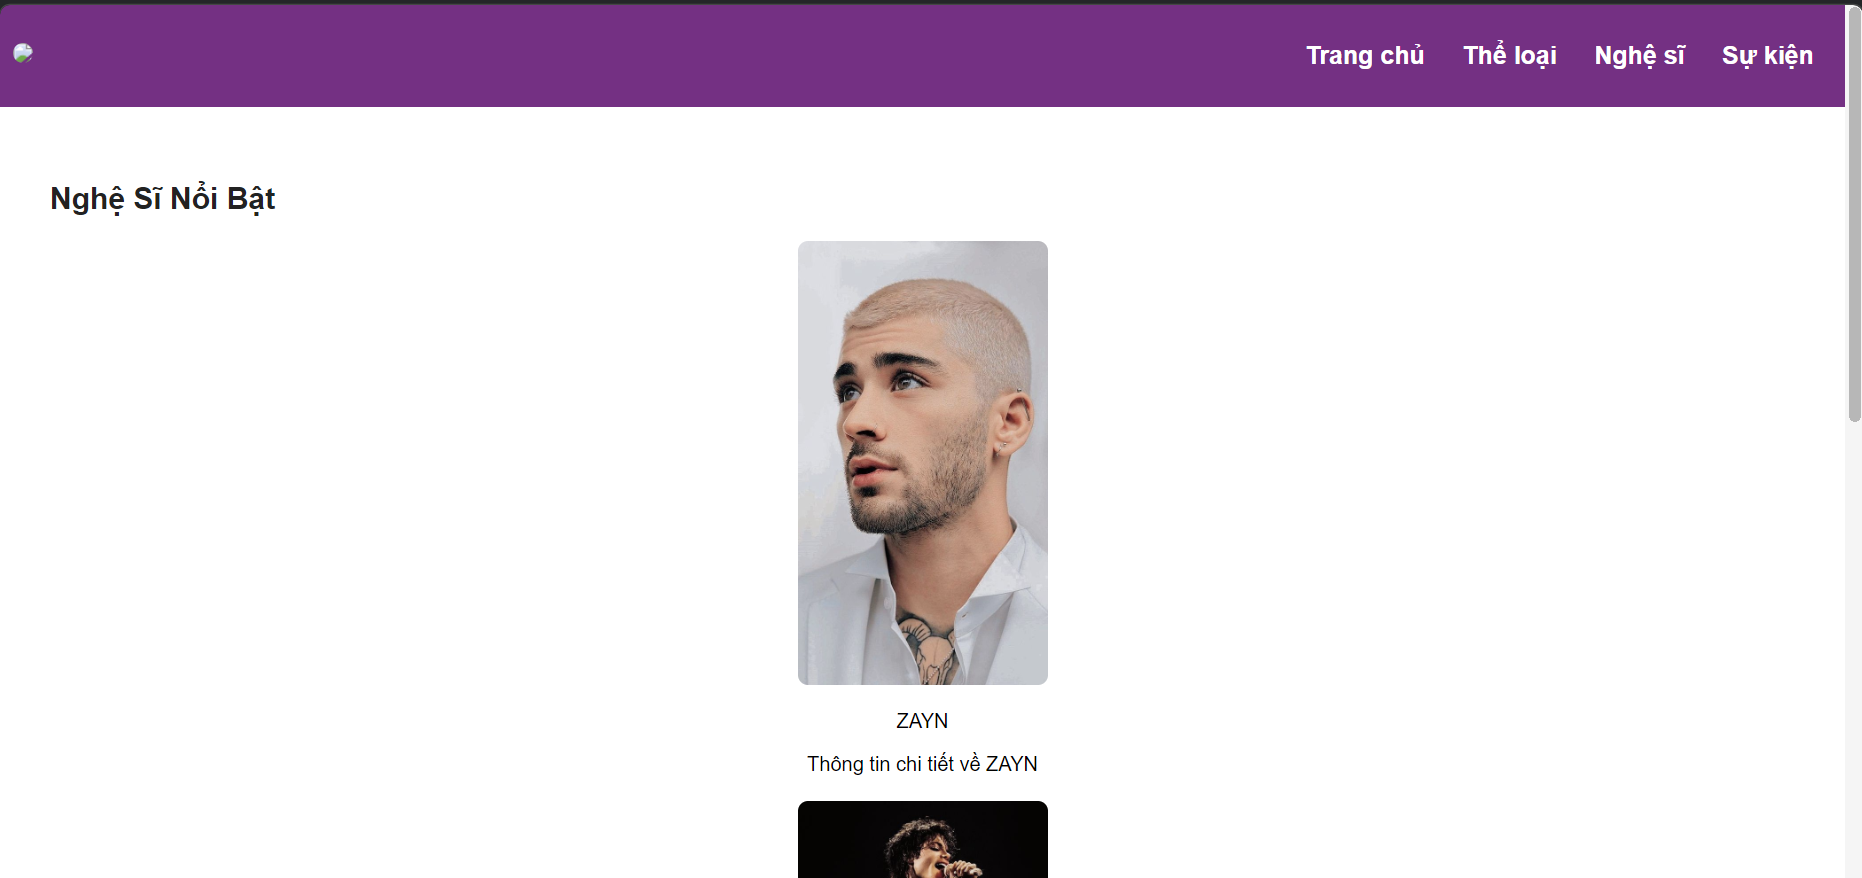 Trang chủ Thể loại Nghệ sĩ Sự kiện
Nghệ Sĩ Nổi Bật
ZAYN
Thông tin chi tiết về ZAYN